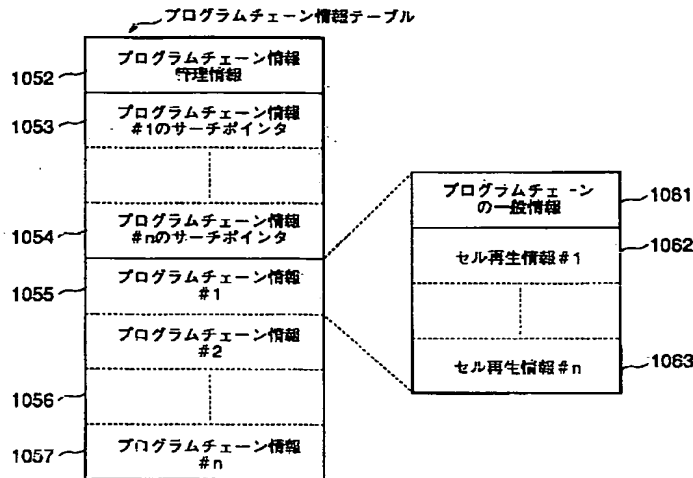 プログラムチェーン情報テーブル
1052
プログラムチェーン情報
管理情報
1053
プログラムチェーン情報
#1のサーチポインタ
1054
プログラムチェーン情報
#nのサーチポインタ
1055
プログラムチェーン情報
#1
プログラムチェーン情報
#2
1056
1057
プログラムチェーン情報
#n
プログラムチェーン
の一般情報
1061
セル再生情報#1
1062
セル再生情報#n
1063